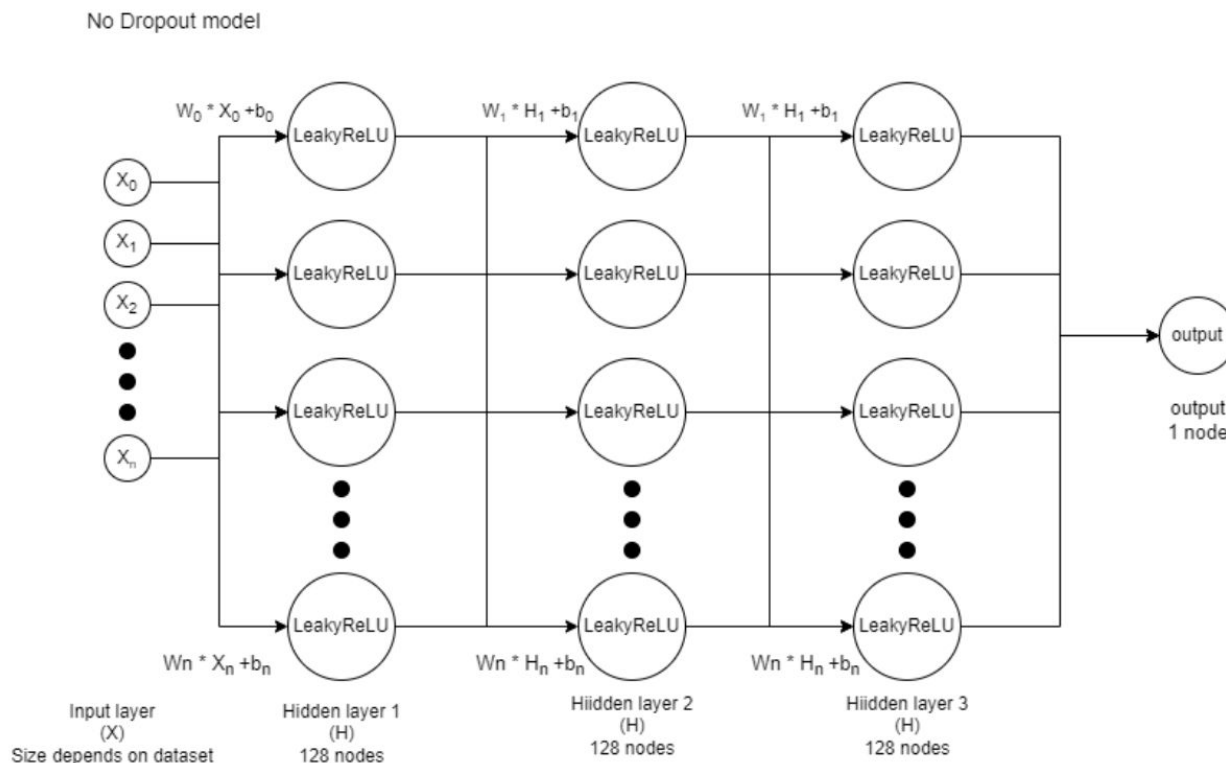 No Dropout model
W₀ * X₀ +b₀
W₁ * H₁ +b₁
W₁ * H₁ +b₁
LeakyReLU
LeakyReLU
LeakyReLU
X₀
X₁
LeakyReLU
LeakyReLU
LeakyReLU
X₂
output
LeakyReLU
LeakyReLU
LeakyReLU
output
1 node
Xₙ
LeakyReLU
LeakyReLU
LeakyReLU
Wn * Xₙ +bₙ
Wn * Hₙ +bₙ
Wn * Hₙ +bₙ
Input layer
(X)
Size depends on dataset
Hidden layer 1
(H)
128 nodes
Hiidden layer 2
(H)
128 nodes
Hiidden layer 3
(H)
128 nodes